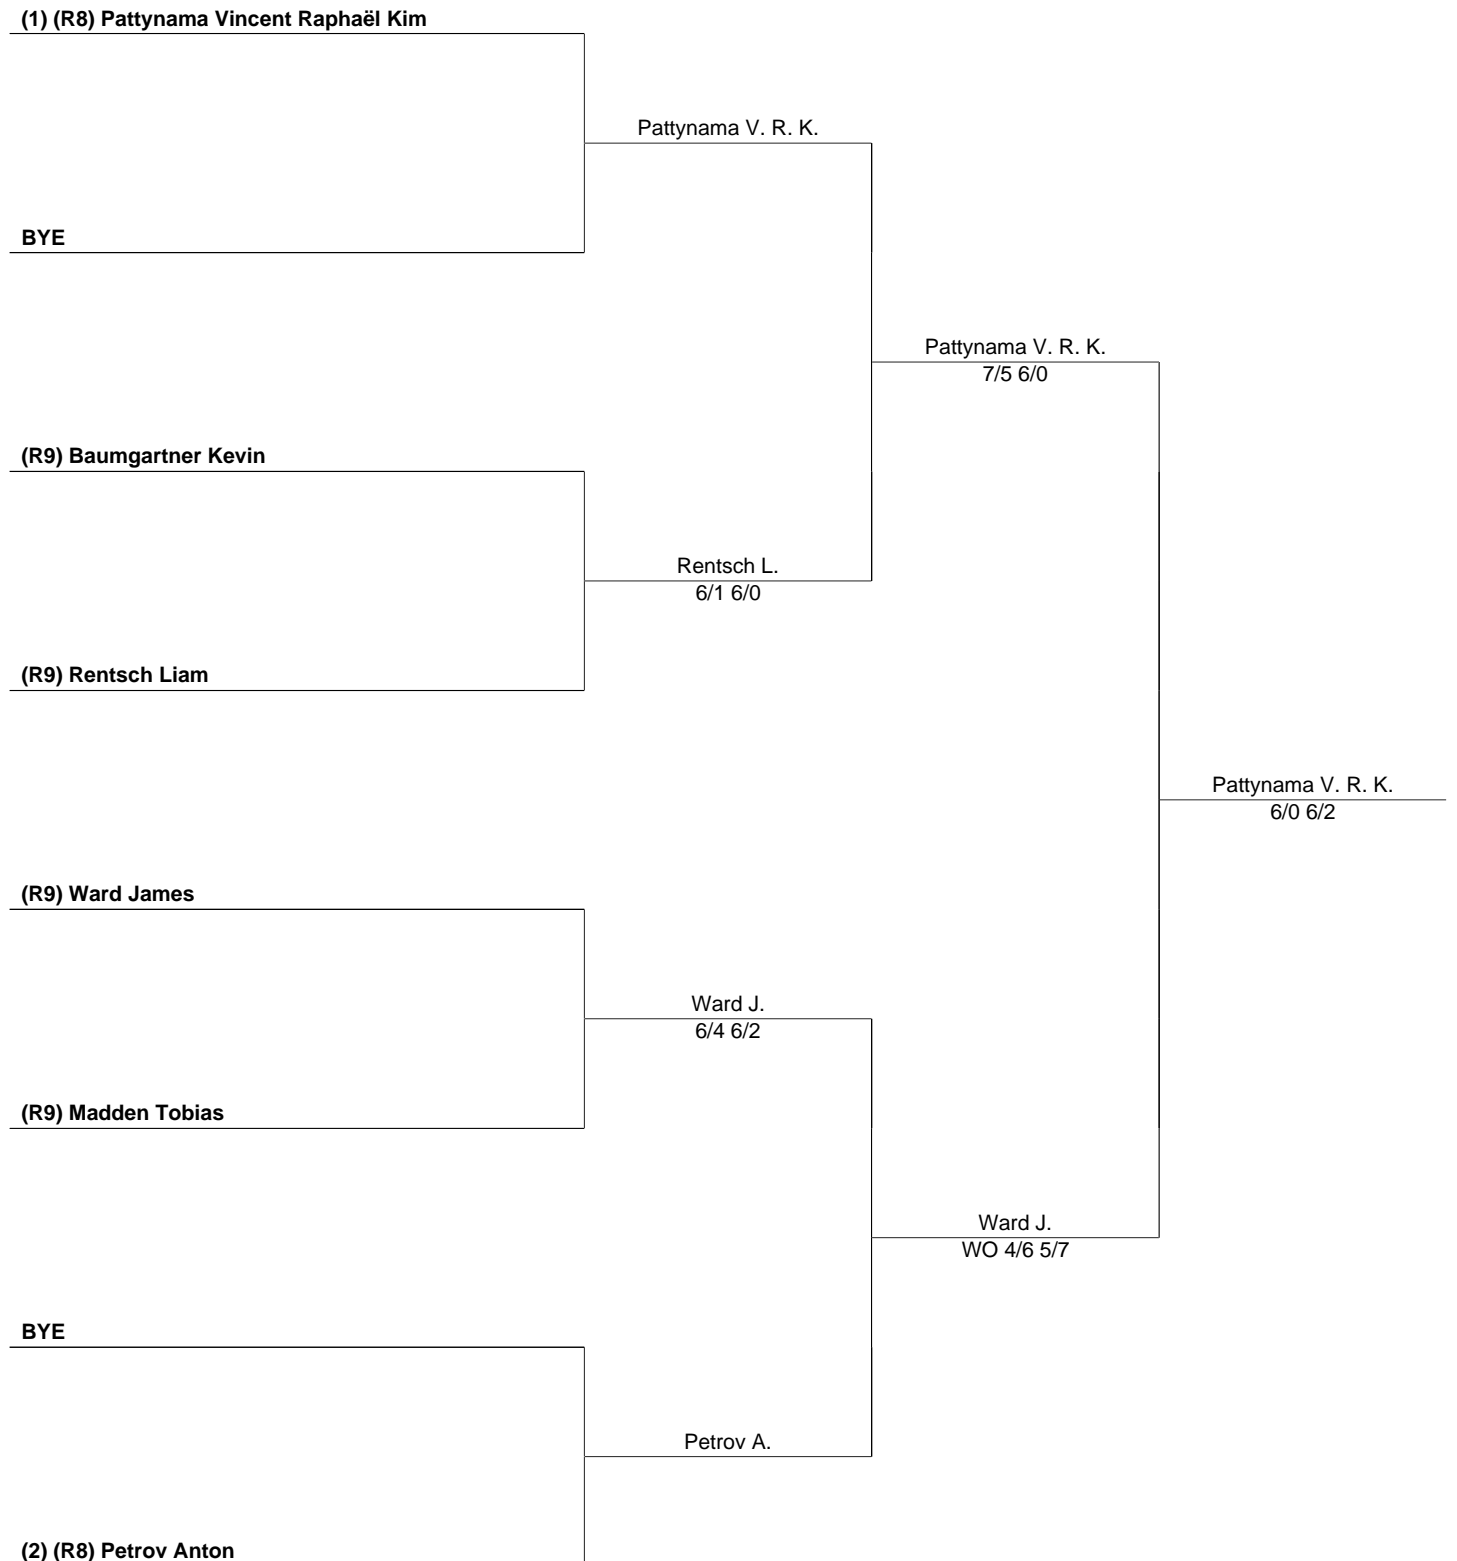 (1) (R8) Pattynama Vincent Raphaël Kim
Pattynama V. R. K.
BYE
Pattynama V. R. K.
7/5 6/0
(R9) Baumgartner Kevin
Rentsch L.
6/1 6/0
(R9) Rentsch Liam
Pattynama V. R. K.
6/0 6/2
(R9) Ward James
Ward J.
6/4 6/2
(R9) Madden Tobias
Ward J.
WO 4/6 5/7
BYE
Petrov A.
(2) (R8) Petrov Anton